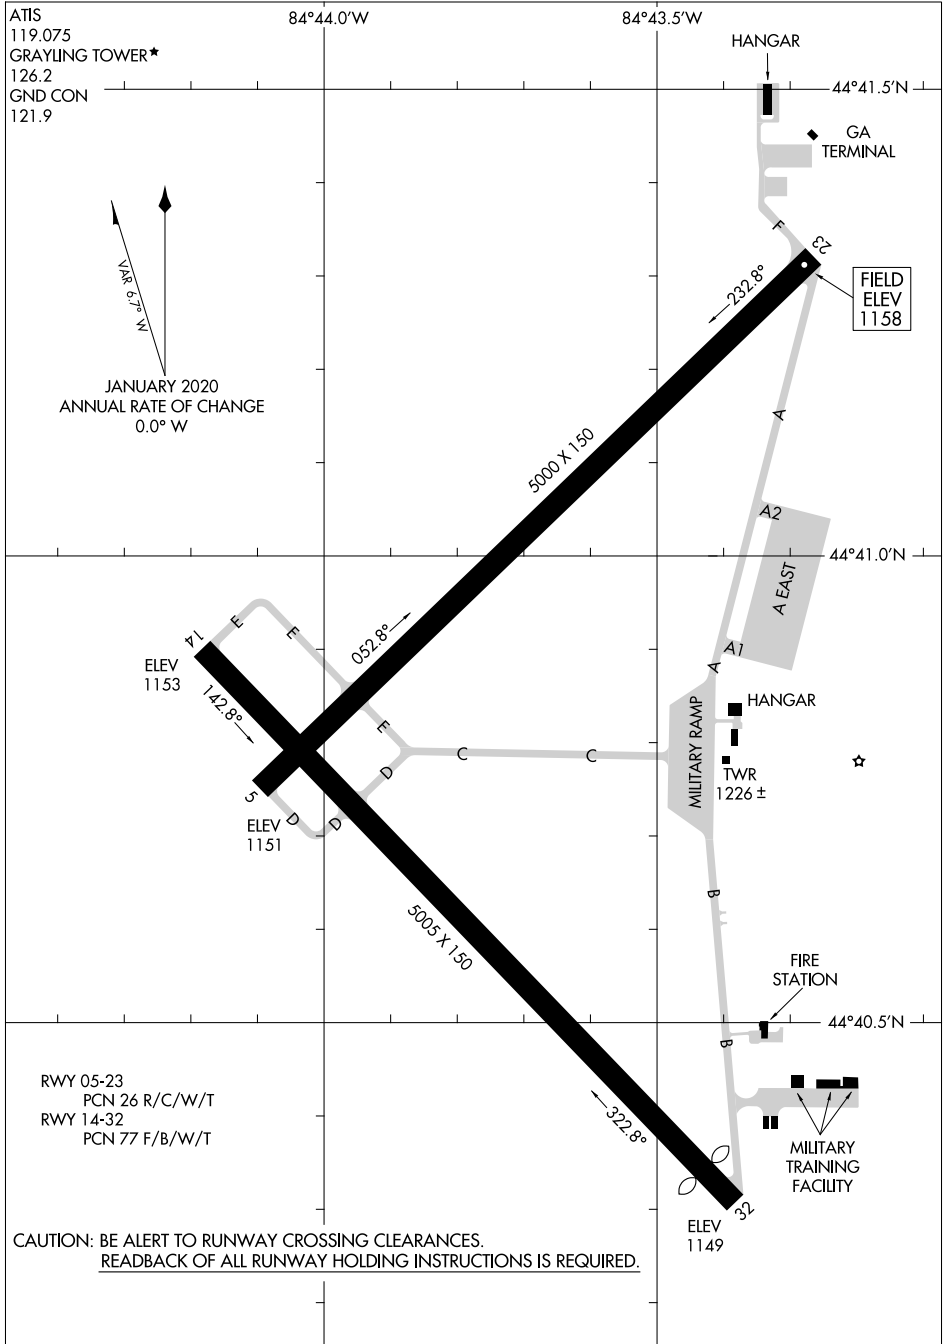 ATIS
119.075
GRAYLING TOWER★
126.2
GND CON
121.9
84°44.0'W
84°43.5'W
HANGAR
44°41.5'N
GA
TERMINAL
F
23
VAR 6.7° W
JANUARY 2020
ANNUAL RATE OF CHANGE
0.0° W
232.8°
FIELD
ELEV
1158
A
5000 X 150
A2
44°41.0'N
A EAST
E
E
14
052.8°
A1
A
ELEV
1153
142.8°
HANGAR
MILITARY RAMP
E
C
C
D
TWR
1226 ±
5
D
D
ELEV
1151
B
5005 X 150
FIRE
STATION
44°40.5'N
B
RWY 05-23
PCN 26 R/C/W/T
RWY 14-32
PCN 77 F/B/W/T
322.8°
MILITARY
TRAINING
FACILITY
32
ELEV
1149
CAUTION: BE ALERT TO RUNWAY CROSSING CLEARANCES.
READBACK OF ALL RUNWAY HOLDING INSTRUCTIONS IS REQUIRED.